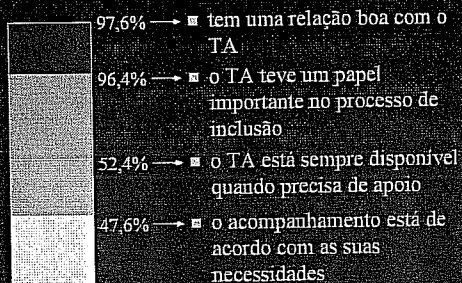 97,6% tem uma relação boa com o
TA
96,4% o TA teve um papel
importante no processo de
inclusão
52,4% o TA está sempre disponível
quando precisa de apoio
47,6% o acompanhamento está de
acordo com as suas
necessidades